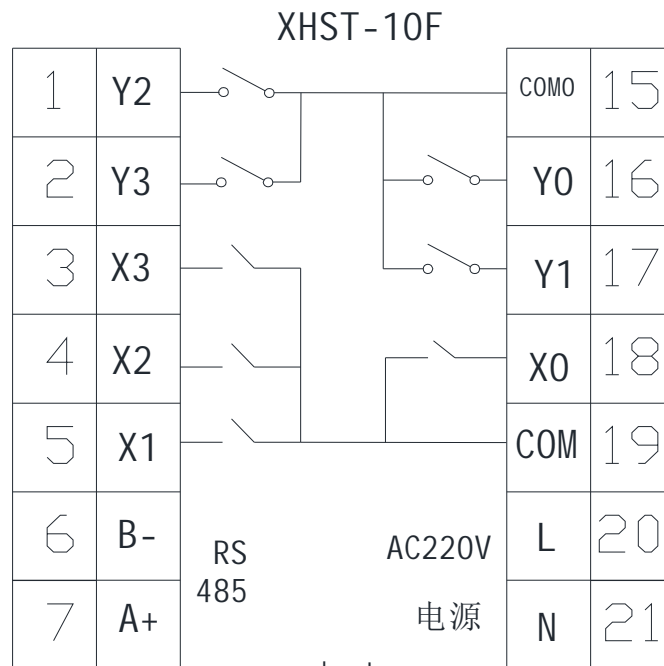 XHST-10F
1 Y2 COM0 15
2 Y3 Y0 16
3 X3 Y1 17
4 X2 X0 18
5 X1 COM 19
6 B- RS AC220V L 20
485
7 A+ 电源 N 21